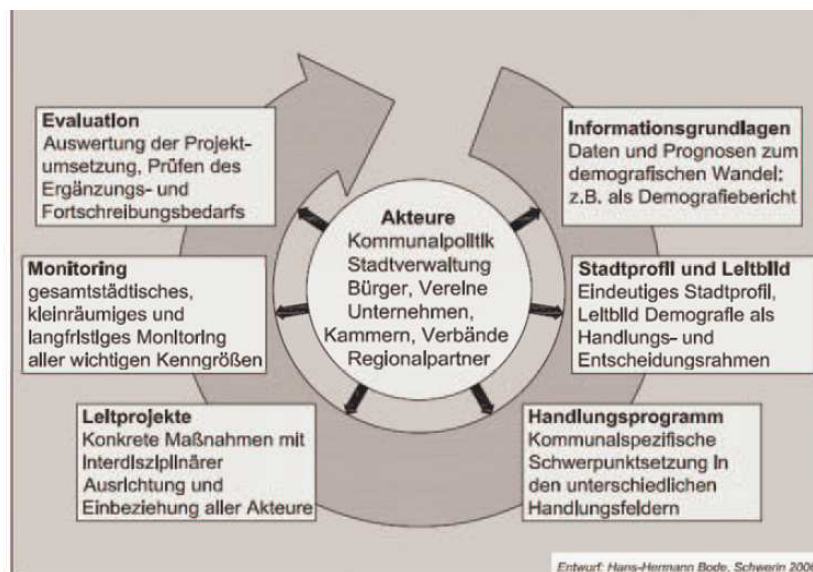 Evaluation
Auswertung der Projekt-
umsetzung, Prüfen des
Ergänzungs- und
Fortschreibungsbedarfs
Informationsgrundlagen
Daten und Prognosen zum
demografischen Wandel:
z.B. als Demografiebericht
Akteure
Kommunalpolitik
Stadtverwaltung
Bürger, Vereine
Unternehmen,
Kammern, Verbände
Regionalpartner
Monitoring
gesamtstädtisches,
kleinräumiges und
langfristiges Monitoring
aller wichtigen Kenngrößen
Stadtprofil und Leitbild
Eindeutiges Stadtprofil,
Leitbild Demografie als
Handlungs- und
Entscheidungsrahmen
Leitprojekte
Konkrete Maßnahmen mit
interdisziplinärer
Ausrichtung und
Einbeziehung aller Akteure
Handlungsprogramm
Kommunalspezifische
Schwerpunktsetzung in
den unterschiedlichen
Handlungsfeldern
Entwurf: Hans-Hermann Bode, Schwerin 2006